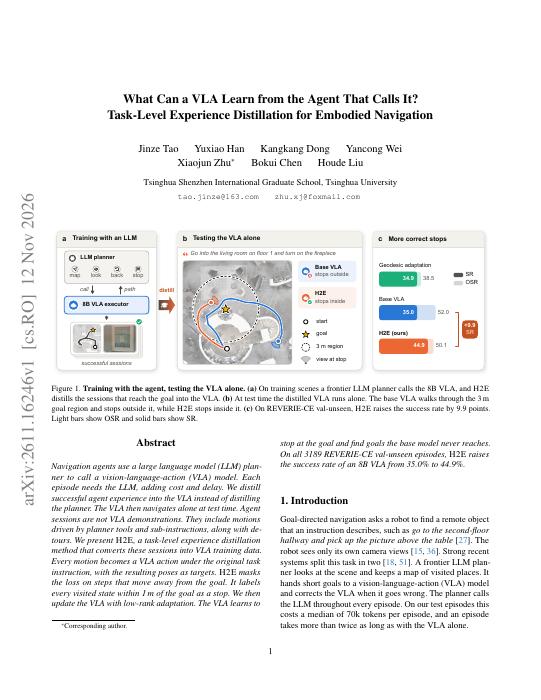 arXiv:2611.16246v1 [cs.RO] 12 Nov 2026
What Can a VLA Learn from the Agent That Calls It?
Task-Level Experience Distillation for Embodied Navigation
Jinze Tao Yuxiao Han Kangkang Dong Yancong Wei
Xiaojun Zhu* Bokui Chen Houde Liu
Tsinghua Shenzhen International Graduate School, Tsinghua University
tao.jinze@163.com zhu.xj@foxmail.com
a Training with an LLM
LLM planner
map look back stop
call path
8B VLA executor
successful sessions
distill
b Testing the VLA alone
Go into the living room on floor 1 and turn on the fireplace
Base VLA
stops outside
H2E
stops inside
start
goal
3 m region
view at stop
c More correct stops
Geodesic adaptation
34.9 38.5
SR
OSR
Base VLA
35.0 52.0
H2E (ours)
44.9 50.1
+9.9
SR
Figure 1. Training with the agent, testing the VLA alone. (a) On training scenes a frontier LLM planner calls the 8B VLA, and H2E
distills the sessions that reach the goal into the VLA. (b) At test time the distilled VLA runs alone. The base VLA walks through the 3 m
goal region and stops outside it, while H2E stops inside it. (c) On REVERIE-CE val-unseen, H2E raises the success rate by 9.9 points.
Light bars show OSR and solid bars show SR.
Abstract
Navigation agents use a large language model (LLM) plan-
ner to call a vision-language-action (VLA) model. Each
episode needs the LLM, adding cost and delay. We distill
successful agent experience into the VLA instead of distilling
the planner. The VLA then navigates alone at test time. Agent
sessions are not VLA demonstrations. They include motions
driven by planner tools and sub-instructions, along with de-
tours. We present H2E, a task-level experience distillation
method that converts these sessions into VLA training data.
Every motion becomes a VLA action under the original task
instruction, with the resulting poses as targets. H2E masks
the loss on steps that move away from the goal. It labels
every visited state within 1 m of the goal as a stop. We then
update the VLA with low-rank adaptation. The VLA learns to
*Corresponding author.
stop at the goal and find goals the base model never reaches.
On all 3189 REVERIE-CE val-unseen episodes, H2E raises
the success rate of an 8B VLA from 35.0% to 44.9%.
1. Introduction
Goal-directed navigation asks a robot to find a remote object
that an instruction describes, such as go to the second-floor
hallway and pick up the picture above the table [27]. The
robot sees only its own camera views [15, 36]. Strong recent
systems split this task in two [18, 51]. A frontier LLM plan-
ner looks at the scene and keeps a map of visited places. It
hands short goals to a vision-language-action (VLA) model
and corrects the VLA when it goes wrong. The planner calls
the LLM throughout every episode. On our test episodes this
costs a median of 70k tokens per episode, and an episode
takes more than twice as long as with the VLA alone.
1